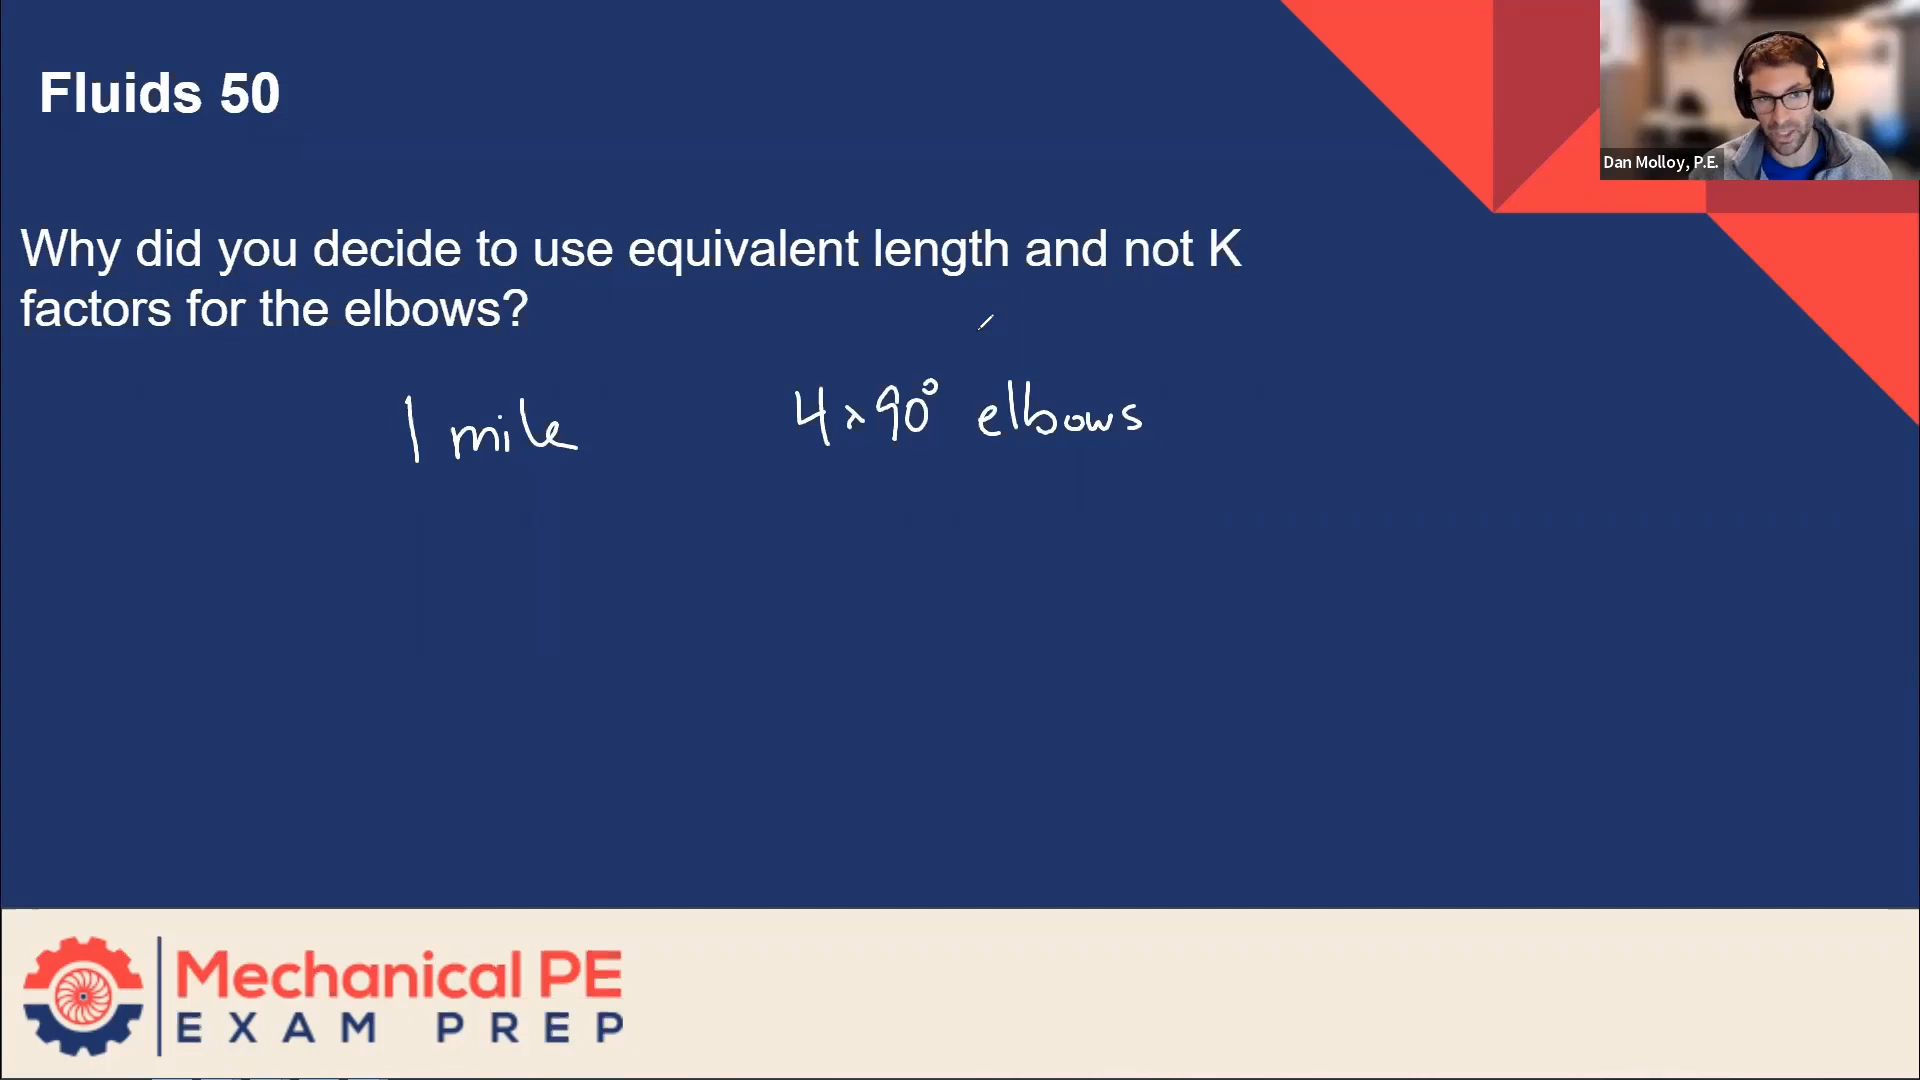 Fluids 50
Dan Molloy, P.E.
Why did you decide to use equivalent length and not K
factors for the elbows?
1 mile 4x90° elbows
Mechanical PE
EXAM PREP